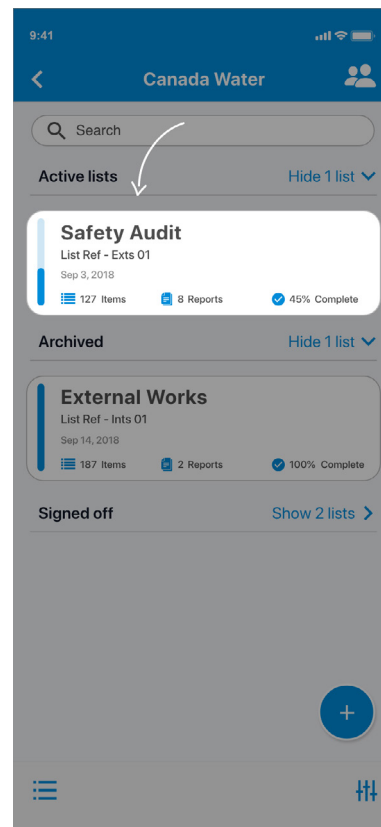 9:41
Canada Water
Search
Active lists Hide 1 list
Safety Audit
List Ref - Exts 01
Sep 3, 2018
127 Items 8 Reports 45% Complete
Archived Hide 1 list
External Works
List Ref - Ints 01
Sep 14, 2018
187 Items 2 Reports 100% Complete
Signed off Show 2 lists